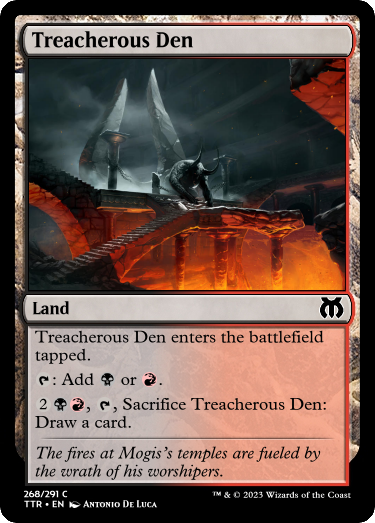 Treacherous Den
Land
Treacherous Den enters the battlefield
tapped.
: Add or .
2 , , Sacrifice Treacherous Den:
Draw a card.
The fires at Mogis's temples are fueled by
the wrath of his worshipers.
268/291 C
TTR • EN Antonio De Luca
™ & © 2023 Wizards of the Coast